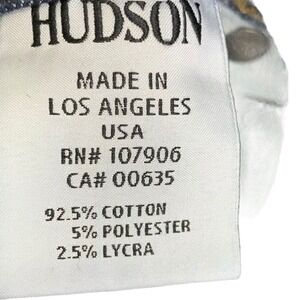 HUDSON
MADE IN
LOS ANGELES
USA
RN# 107906
CA# 00635
92.5% COTTON
5% POLYESTER
2.5% LYCRA